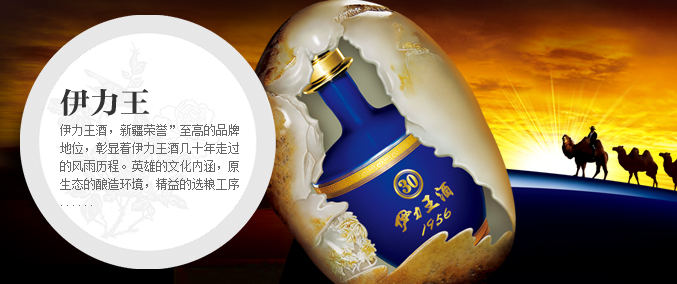 伊力王
伊力王酒，新疆荣誉”至高的品牌
地位，彰显着伊力王酒几十年走过
的风雨历程。英雄的文化内涵，原
生态的酿造环境，精益的选粮工序
......
30
伊力王酒
1956